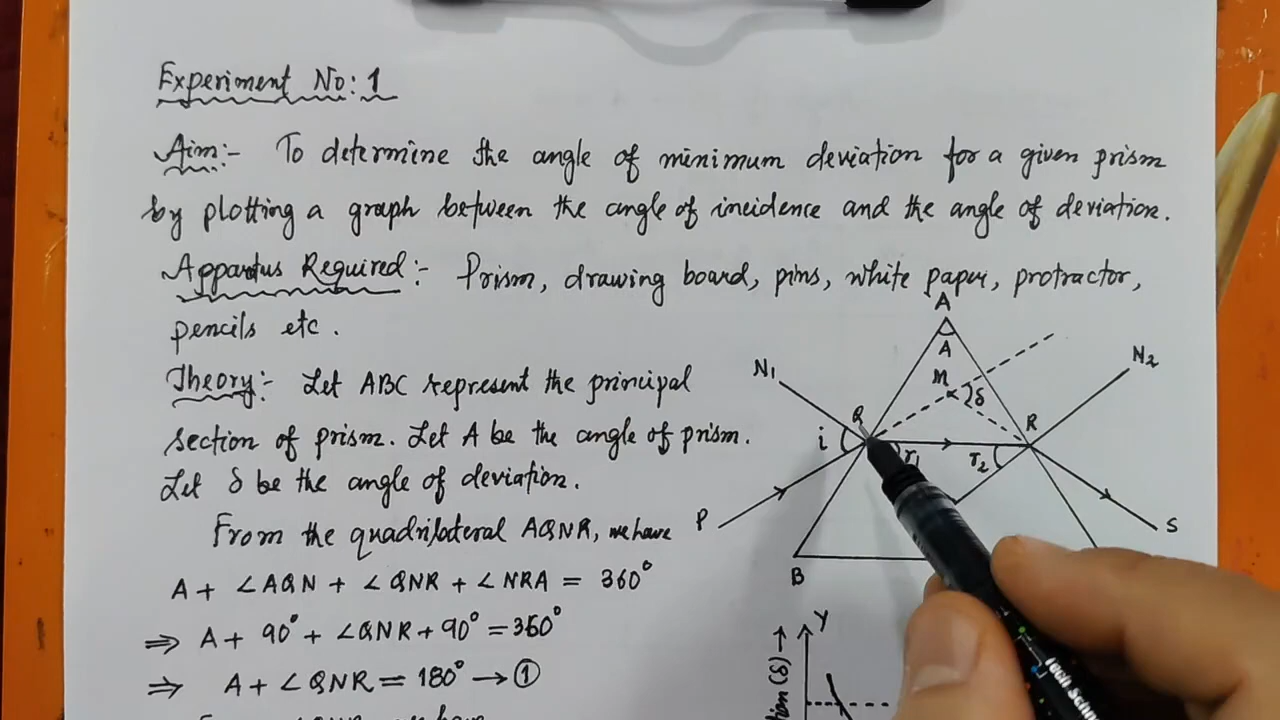 Experiment No: 1
Aim:- To determine the angle of minimum deviation for a given prism
by plotting a graph between the angle of incidence and the angle of deviation.
Apparatus Required:- Prism, drawing board, pins, white paper, protractor,
pencils etc.
Theory:- Let ABC represent the principal
section of prism. Let A be the angle of prism.
Let δ be the angle of deviation.
From the quadrilateral AQNR, we have
A + ∠AQN + ∠QNR + ∠NRA = 360°
⇒ A + 90° + ∠QNR + 90° = 360°
⇒ A + ∠QNR = 180° → ①
have
A
A
N₁
M
δ
N₂
Q
R
i
r₁
r₂
P
S
B
Y
(δ) →
Tech